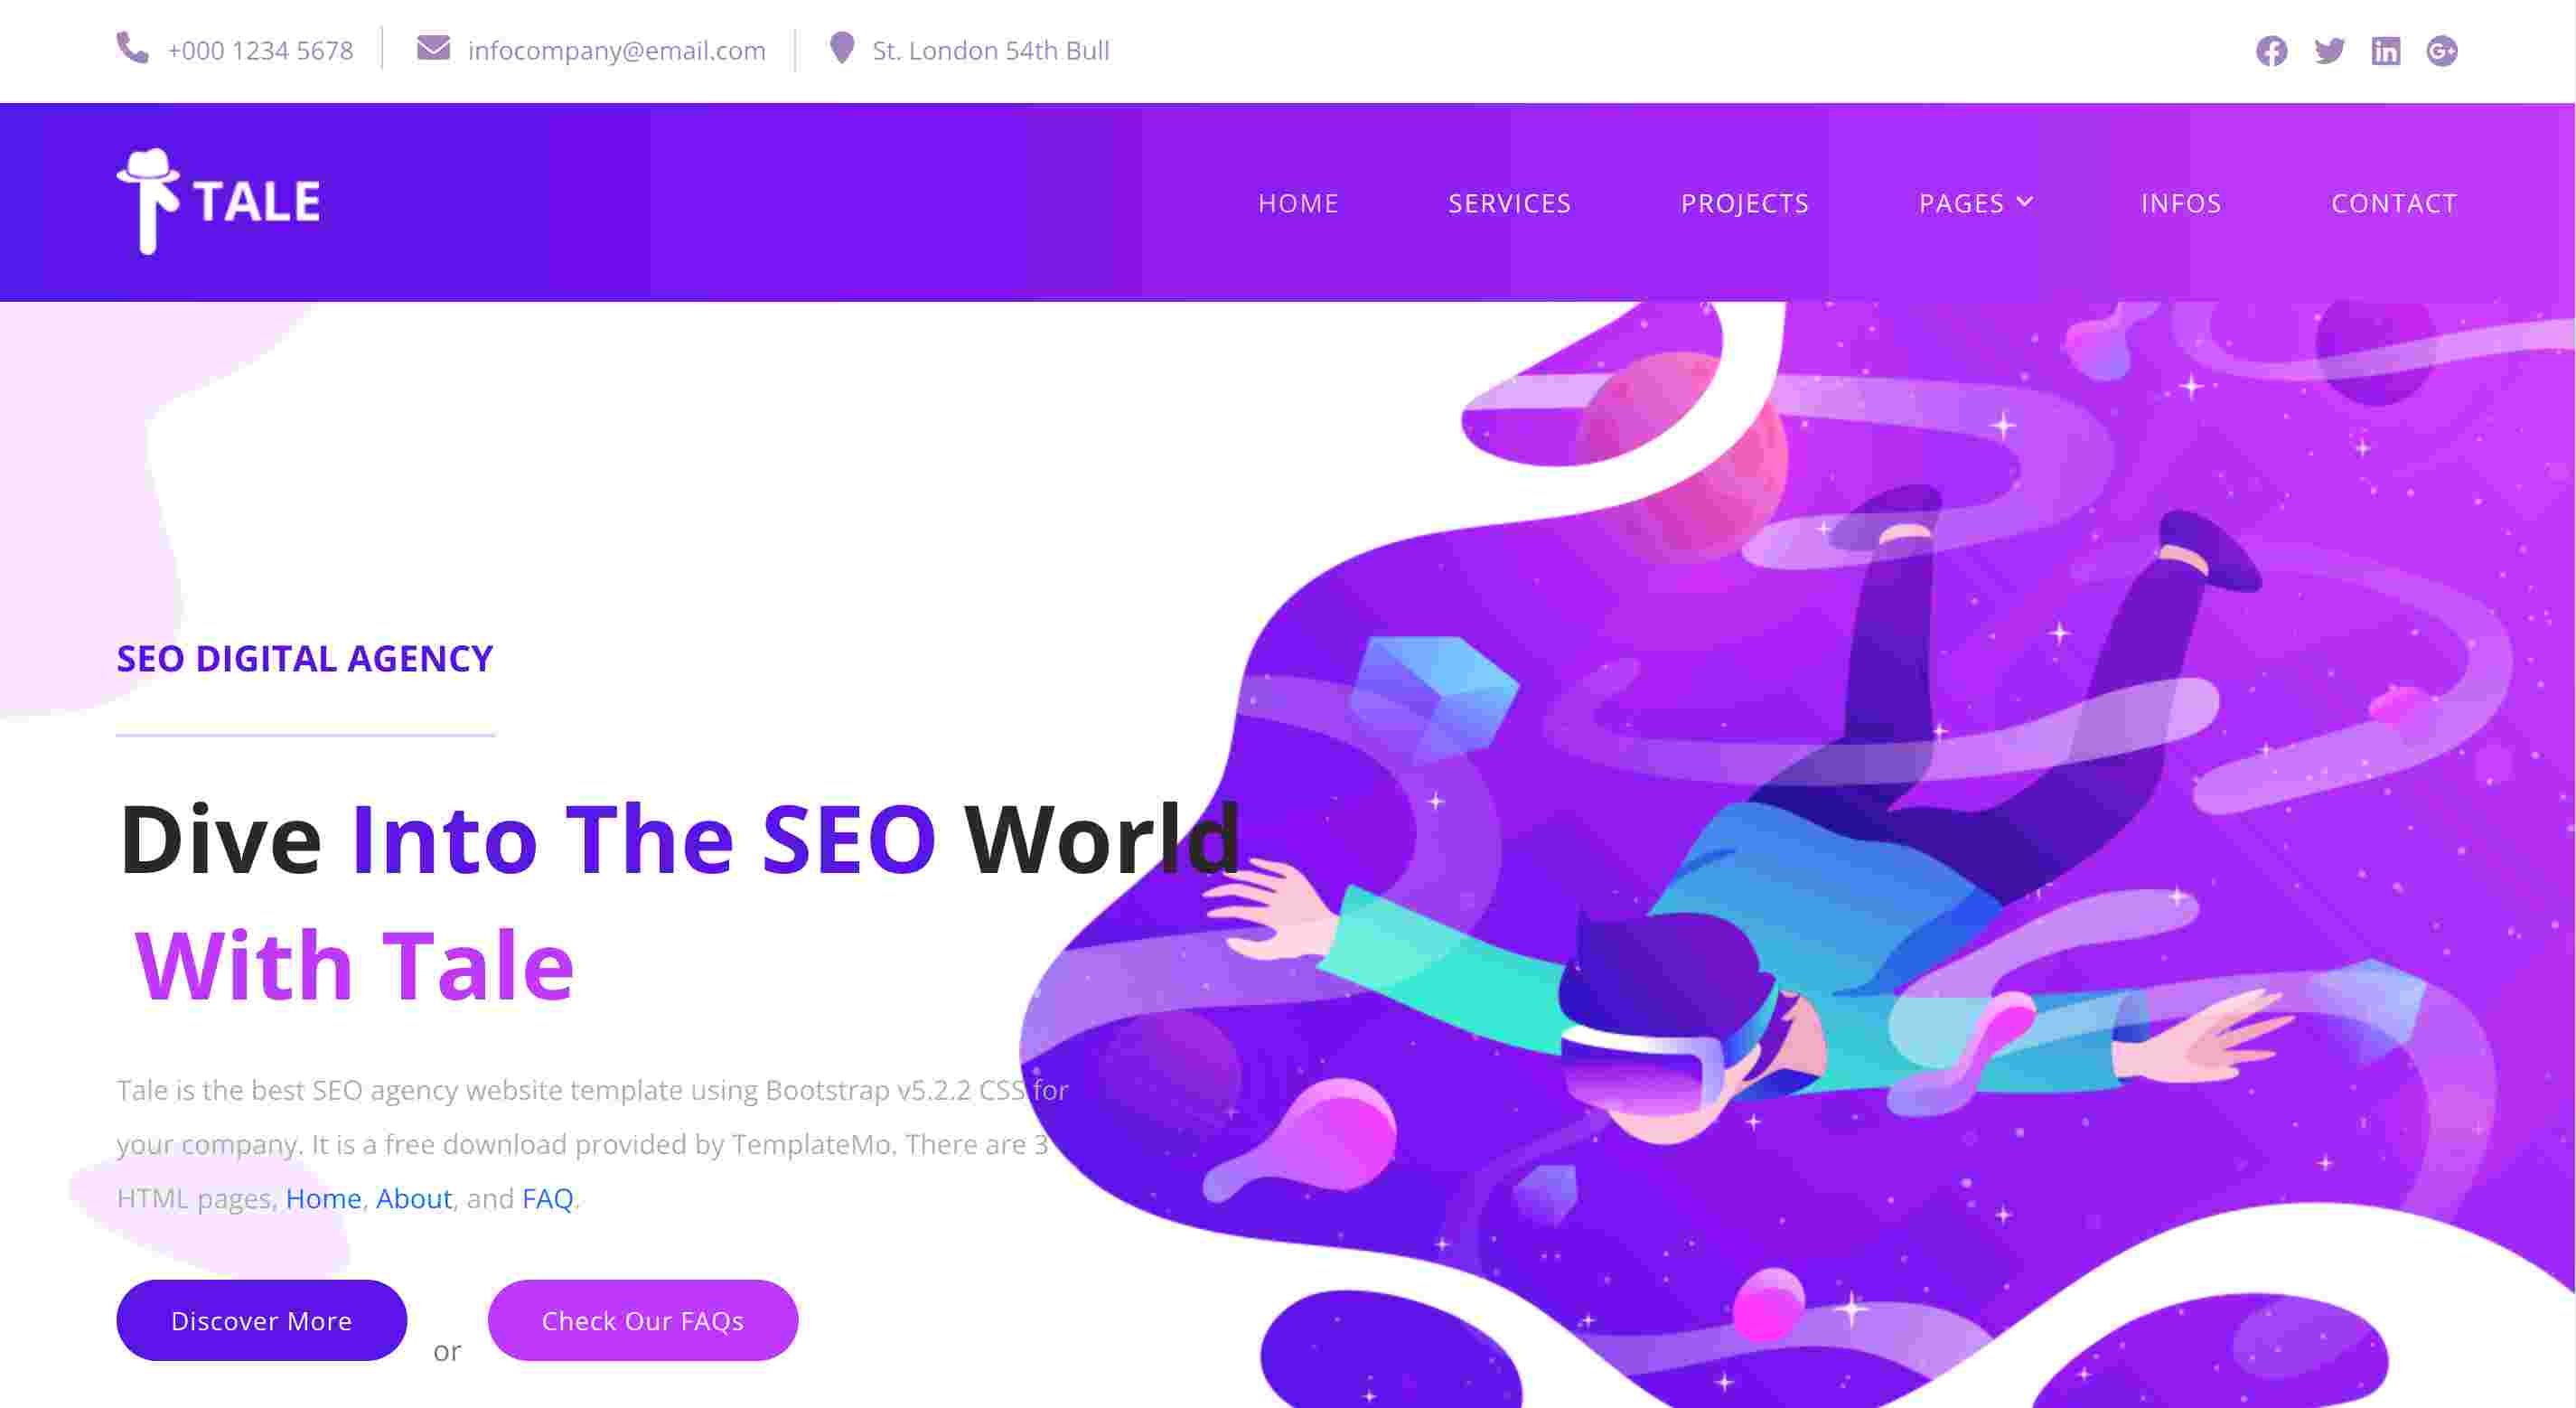 +000 1234 5678
infocompany@email.com
St. London 54th Bull
TALE
HOME
SERVICES
PROJECTS
PAGES
INFOS
CONTACT
SEO DIGITAL AGENCY
Dive Into The SEO World
With Tale
Tale is the best SEO agency website template using Bootstrap v5.2.2 CSS for
your company. It is a free download provided by TemplateMo. There are 3
HTML pages, Home, About, and FAQ.
Discover More
or
Check Our FAQs